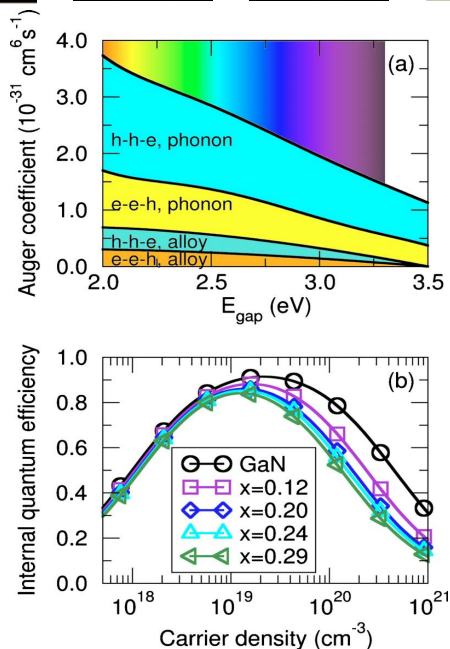 (a)
4.0
3.0
2.0
1.0
0.0
Auger coefficient (10⁻³¹ cm⁶s⁻¹)
h-h-e, phonon
e-e-h, phonon
h-h-e, alloy
e-e-h, alloy
2.0 2.5 3.0 3.5
E_gap (eV)
(b)
1.0
0.8
0.6
0.4
0.2
0.0
Internal quantum efficiency
GaN
x=0.12
x=0.20
x=0.24
x=0.29
10¹⁸ 10¹⁹ 10²⁰ 10²¹
Carrier density (cm⁻³)